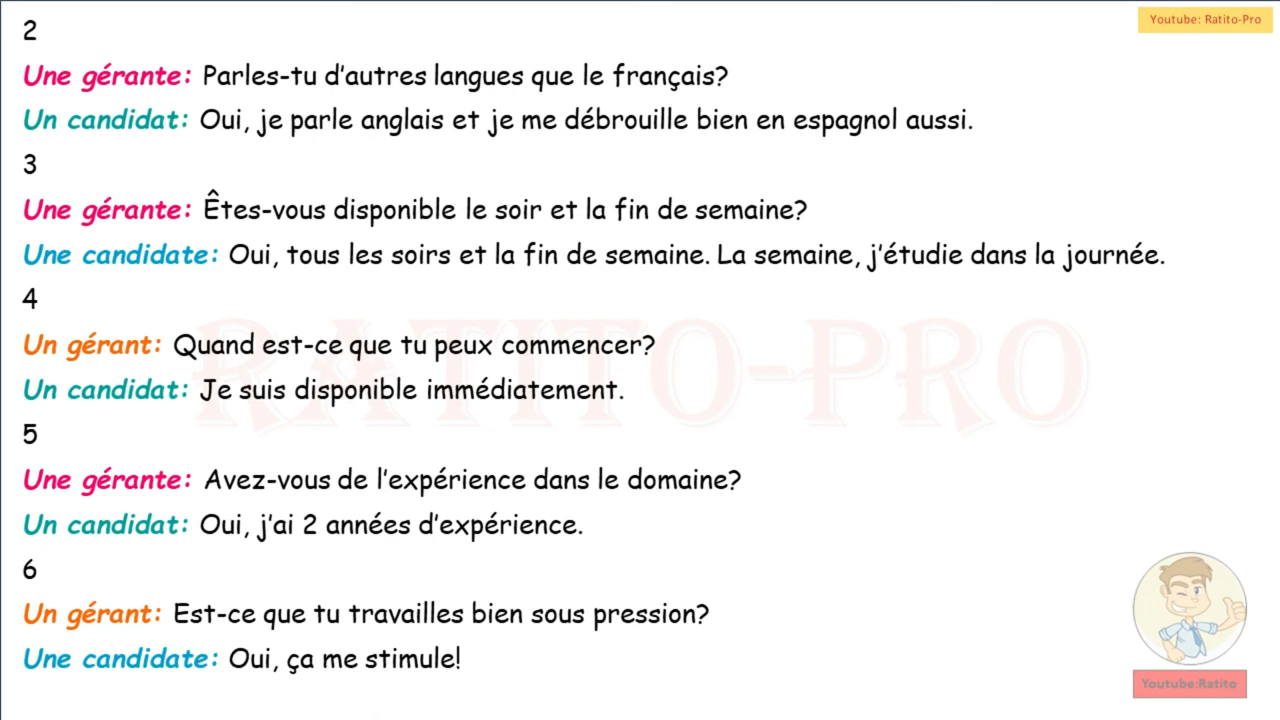 Youtube: Ratito-Pro
2
Une gérante: Parles-tu d'autres langues que le français?
Un candidat: Oui, je parle anglais et je me débrouille bien en espagnol aussi.
3
Une gérante: Êtes-vous disponible le soir et la fin de semaine?
Une candidate: Oui, tous les soirs et la fin de semaine. La semaine, j'étudie dans la journée.
4
Un gérant: Quand est-ce que tu peux commencer?
Un candidat: Je suis disponible immédiatement.
RATITO-PRO
5
Une gérante: Avez-vous de l'expérience dans le domaine?
Un candidat: Oui, j'ai 2 années d'expérience.
6
Un gérant: Est-ce que tu travailles bien sous pression?
Une candidate: Oui, ça me stimule!
Youtube:Ratito